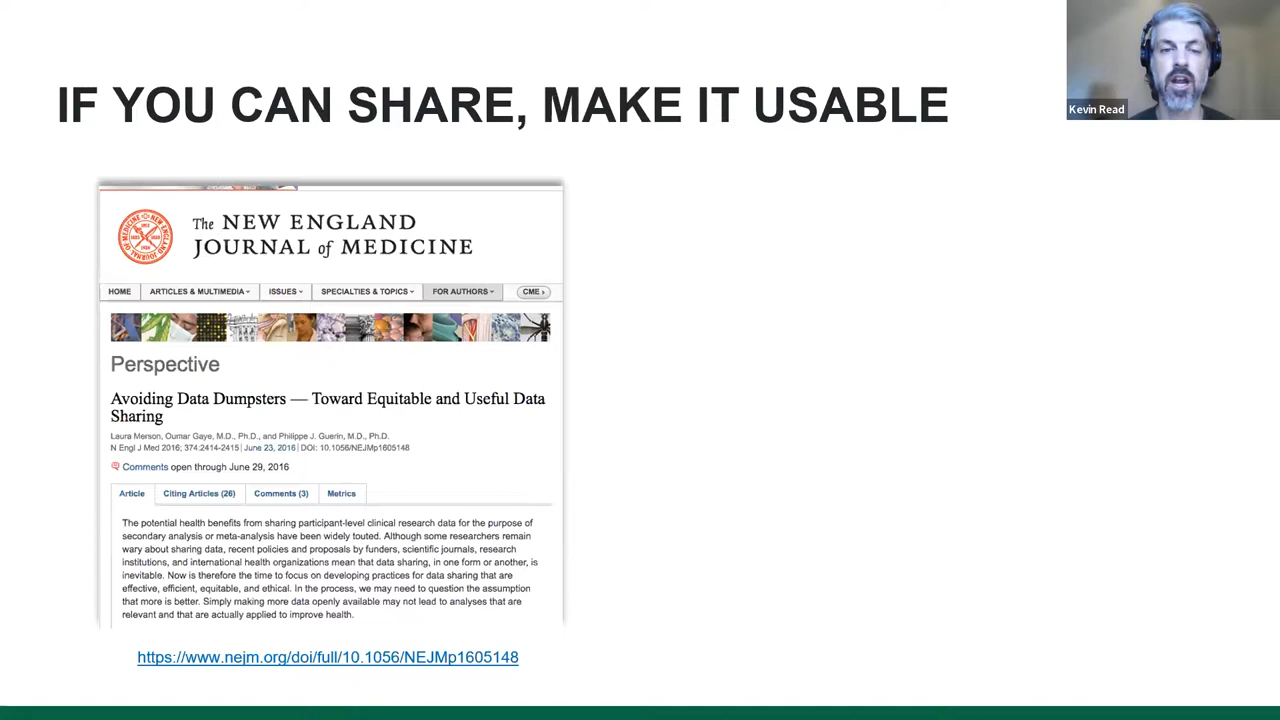 IF YOU CAN SHARE, MAKE IT USABLE
Kevin Read
The NEW ENGLAND
JOURNAL of MEDICINE
HOME ARTICLES & MULTIMEDIA ISSUES SPECIALTIES & TOPICS FOR AUTHORS CME
Perspective
Avoiding Data Dumpsters — Toward Equitable and Useful Data
Sharing
Laura Merson, Oumar Gaye, M.D., Ph.D., and Philippe J. Guerin, M.D., Ph.D.
N Engl J Med 2016; 374:2414-2415 | June 23, 2016 | DOI: 10.1056/NEJMp1605148
Comments open through June 29, 2016
Article Citing Articles (26) Comments (3) Metrics
The potential health benefits from sharing participant-level clinical research data for the purpose of
secondary analysis or meta-analysis have been widely touted. Although some researchers remain
wary about sharing data, recent policies and proposals by funders, scientific journals, research
institutions, and international health organizations mean that data sharing, in one form or another, is
inevitable. Now is therefore the time to focus on developing practices for data sharing that are
effective, efficient, equitable, and ethical. In the process, we may need to question the assumption
that more is better. Simply making more data openly available may not lead to analyses that are
relevant and that are actually applied to improve health.
https://www.nejm.org/doi/full/10.1056/NEJMp1605148